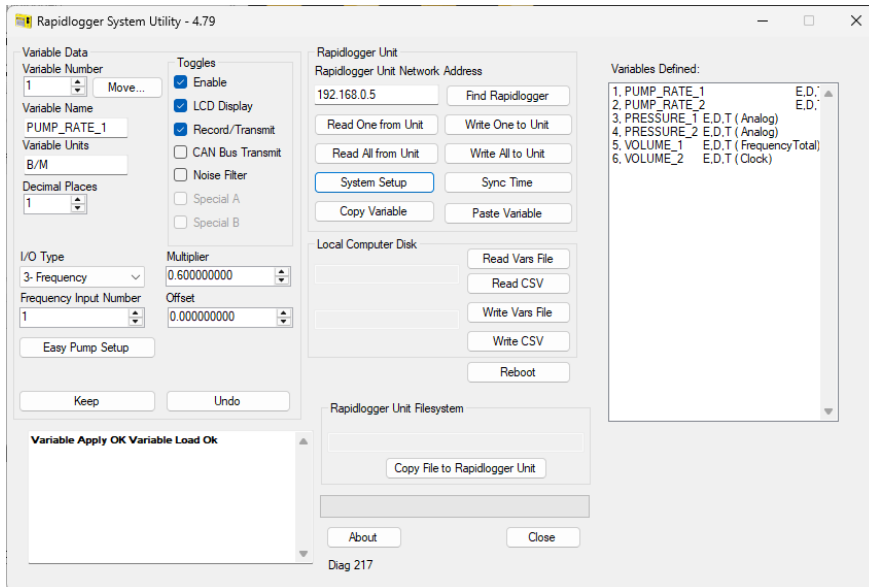 Rapidlogger System Utility - 4.79
Variable Data
Variable Number
1
Move...
Variable Name
PUMP_RATE_1
Variable Units
B/M
Decimal Places
1
Toggles
Enable
LCD Display
Record/Transmit
CAN Bus Transmit
Noise Filter
Special A
Special B
I/O Type
3- Frequency
Multiplier
0.600000000
Frequency Input Number
1
Offset
0.000000000
Easy Pump Setup
Keep
Undo
Variable Apply OK Variable Load Ok
Rapidlogger Unit
Rapidlogger Unit Network Address
192.168.0.5
Find Rapidlogger
Read One from Unit
Write One to Unit
Read All from Unit
Write All to Unit
System Setup
Sync Time
Copy Variable
Paste Variable
Local Computer Disk
Read Vars File
Read CSV
Write Vars File
Write CSV
Reboot
Rapidlogger Unit Filesystem
Copy File to Rapidlogger Unit
About
Close
Diag 217
Variables Defined:
1, PUMP_RATE_1 E,D,
2, PUMP_RATE_2 E,D,
3, PRESSURE_1 E,D,T ( Analog)
4, PRESSURE_2 E,D,T ( Analog)
5, VOLUME_1 E,D,T ( FrequencyTotal)
6, VOLUME_2 E,D,T ( Clock)